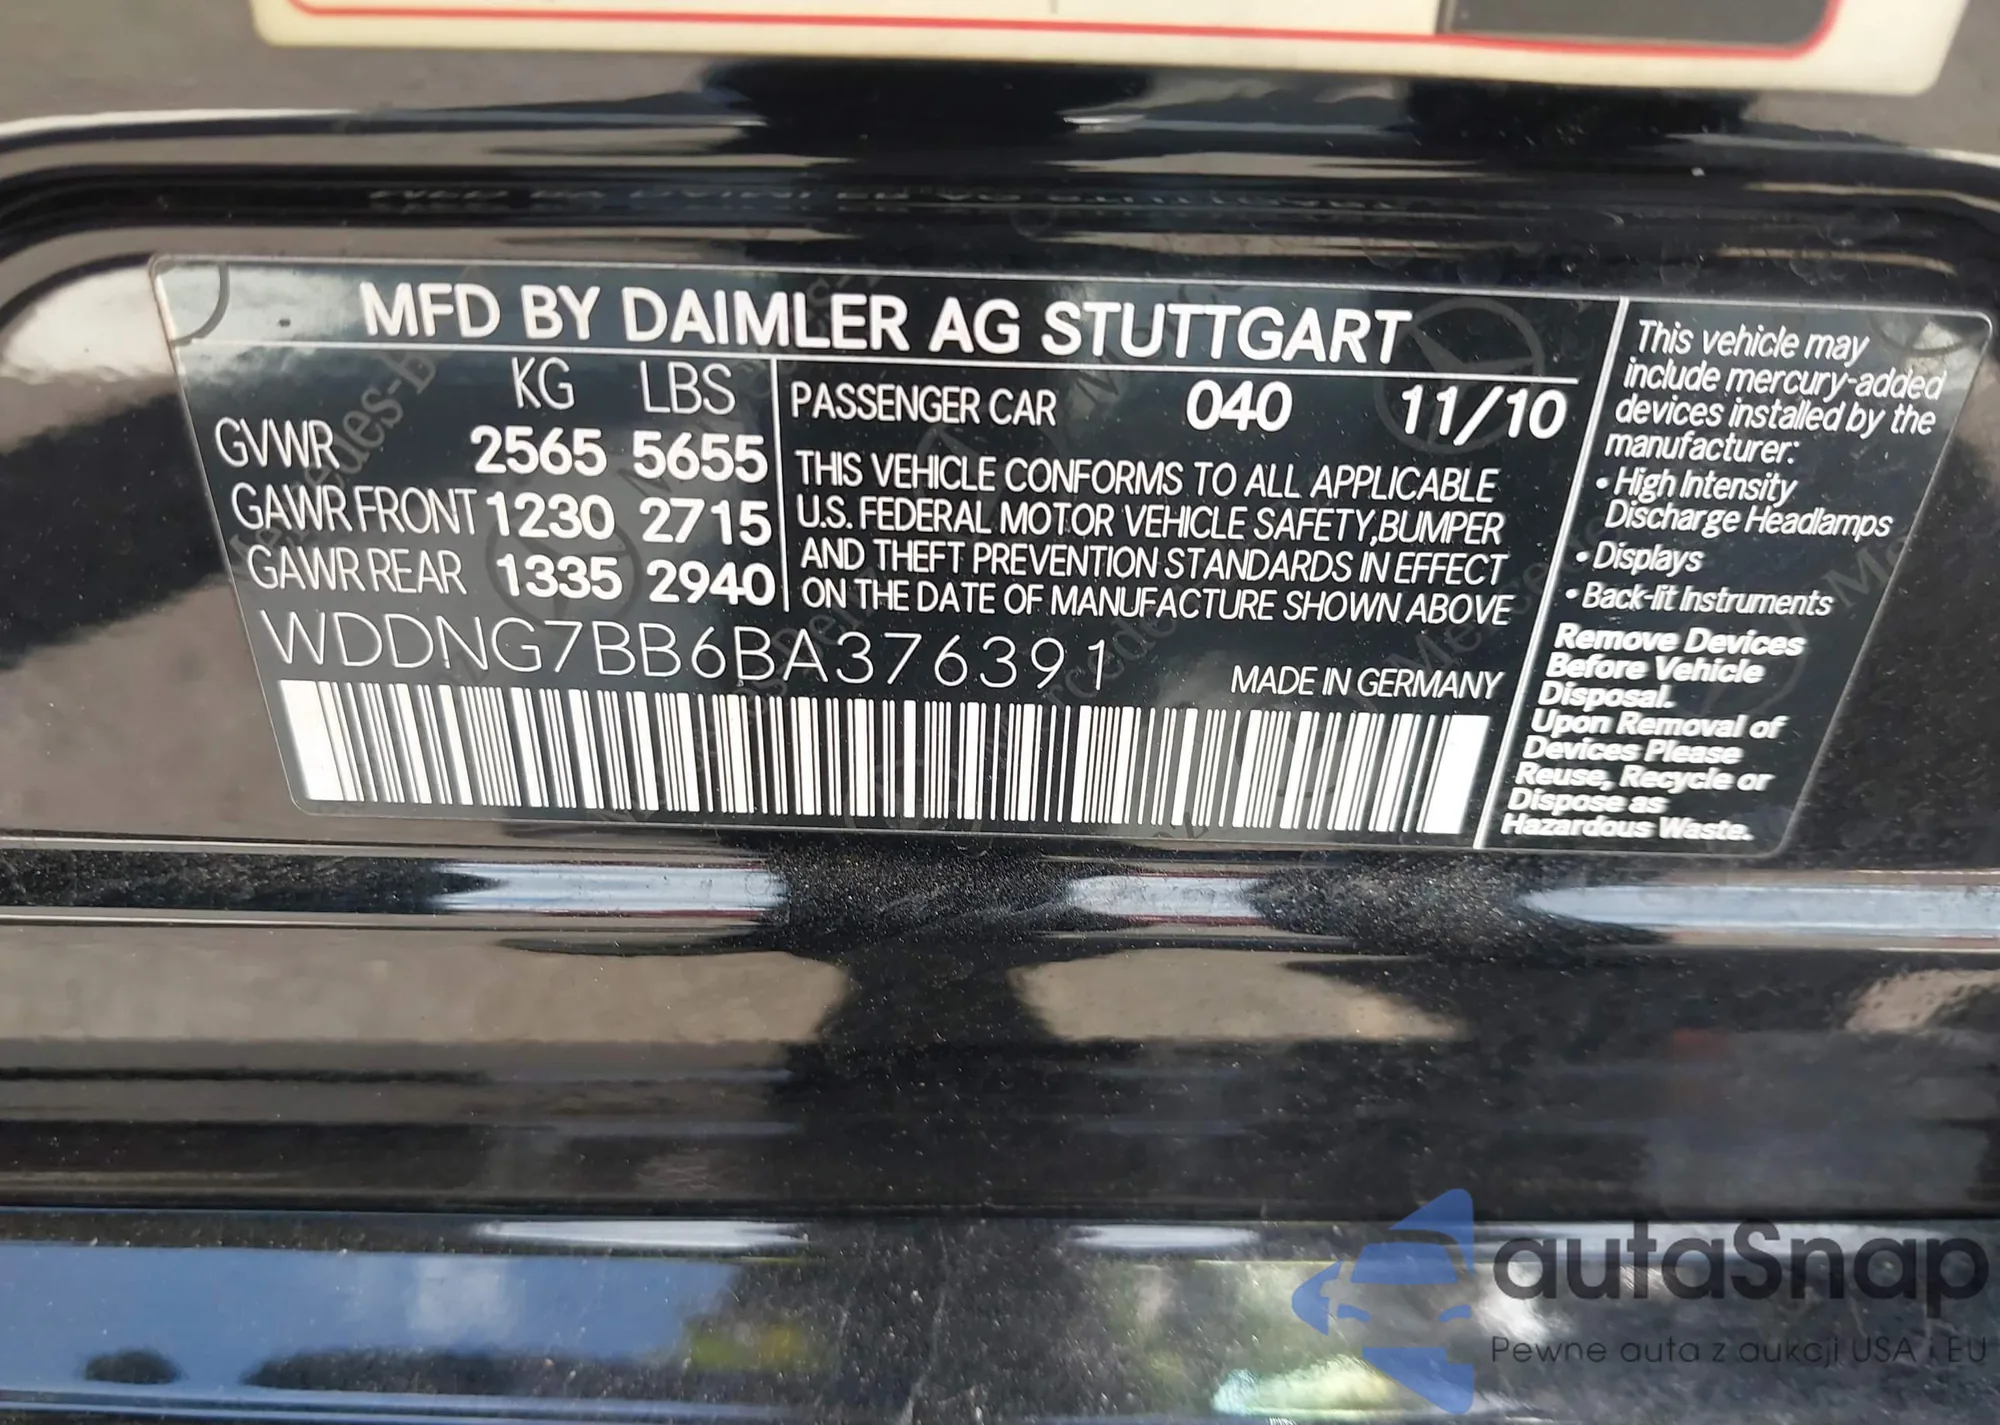 MFD BY DAIMLER AG STUTTGART
KG LBS
GVWR 2565 5655
GAWR FRONT 1230 2715
GAWR REAR 1335 2940
PASSENGER CAR 040 11/10
THIS VEHICLE CONFORMS TO ALL APPLICABLE
U.S. FEDERAL MOTOR VEHICLE SAFETY,BUMPER
AND THEFT PREVENTION STANDARDS IN EFFECT
ON THE DATE OF MANUFACTURE SHOWN ABOVE
WDDNG7BB6BA376391
MADE IN GERMANY
This vehicle may
include mercury-added
devices installed by the
manufacturer:
• High Intensity
Discharge Headlamps
• Displays
• Back-lit Instruments
Remove Devices
Before Vehicle
Disposal.
Upon Removal of
Devices Please
Reuse, Recycle or
Dispose as
Hazardous Waste.
autaSnap
Pewne auta z aukcji USA i EU